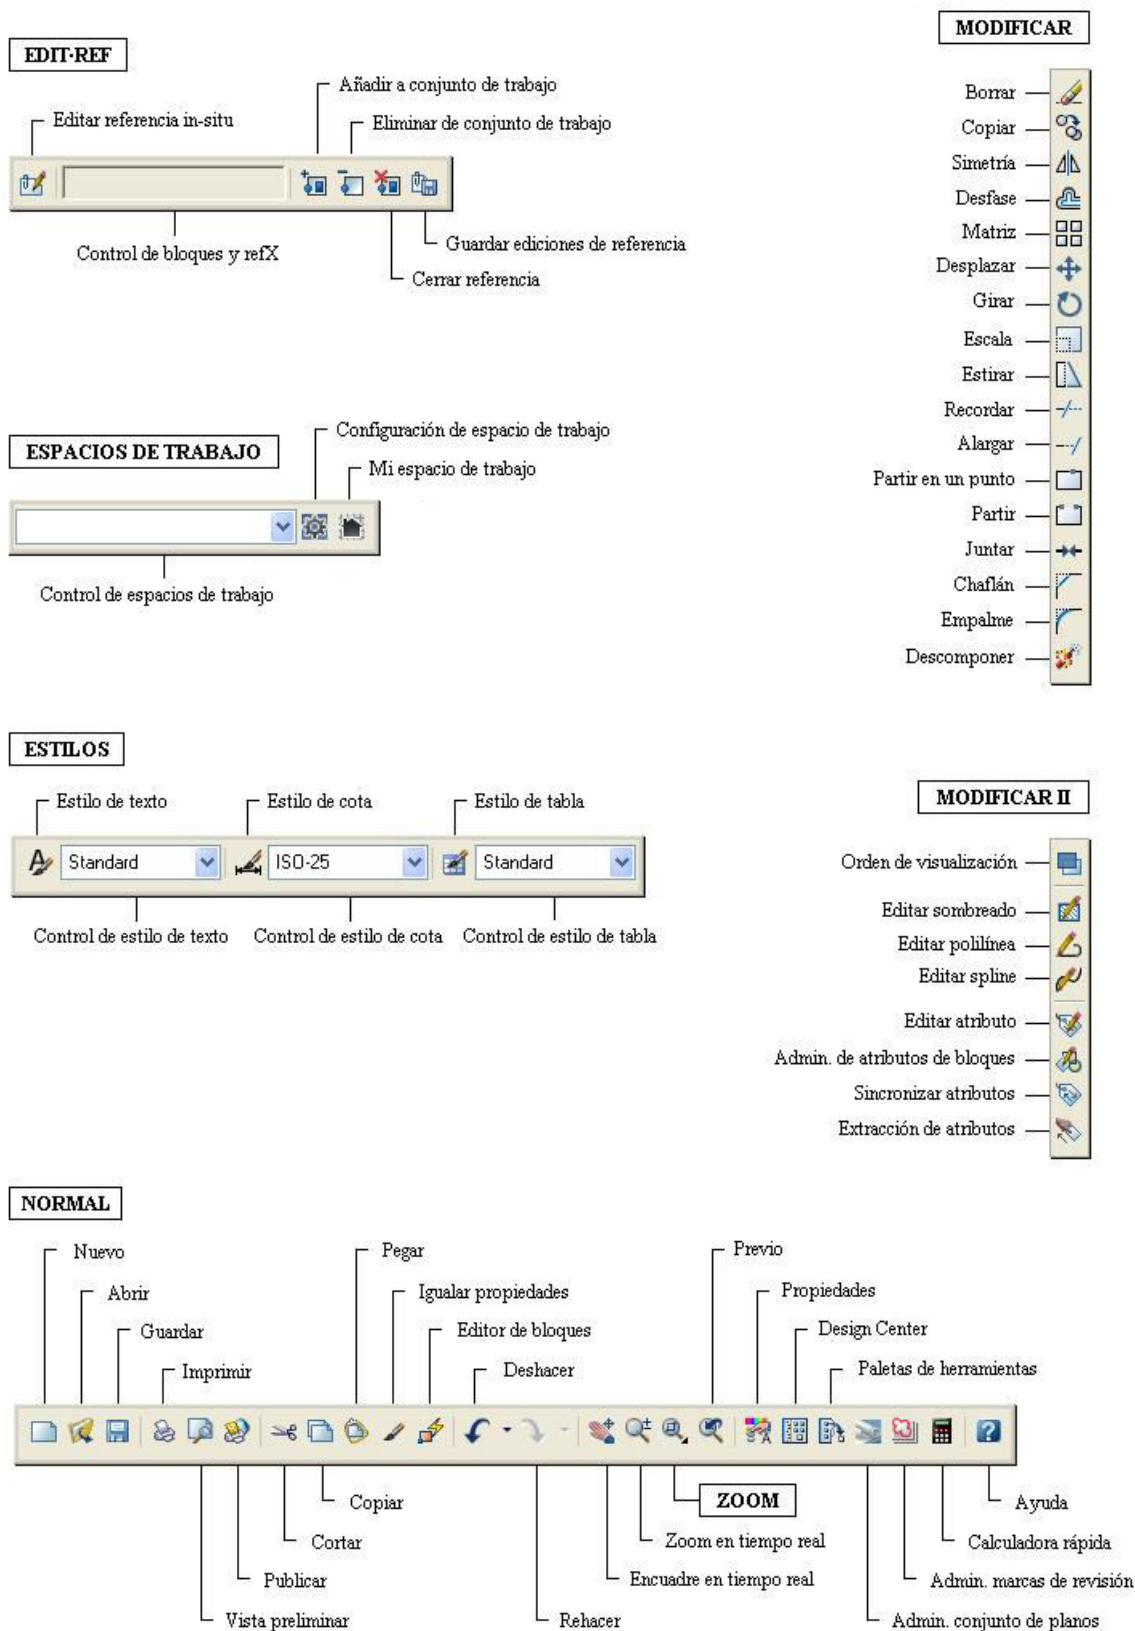 EDIT-REF
Añadir a conjunto de trabajo
Editar referencia in-situ
Eliminar de conjunto de trabajo
Control de bloques y refX
Guardar ediciones de referencia
Cerrar referencia
MODIFICAR
Borrar
Copiar
Simetría
Desfase
Matriz
Desplazar
Girar
Escala
Estirar
Recordar
Alargar
Partir en un punto
Partir
Juntar
Chaflán
Empalme
Descomponer
ESPACIOS DE TRABAJO
Configuración de espacio de trabajo
Mi espacio de trabajo
Control de espacios de trabajo
ESTILOS
Estilo de texto
Estilo de cota
Estilo de tabla
Standard
ISO-25
Standard
Control de estilo de texto
Control de estilo de cota
Control de estilo de tabla
MODIFICAR II
Orden de visualización
Editar sombreado
Editar polilínea
Editar spline
Editar atributo
Admin. de atributos de bloques
Sincronizar atributos
Extracción de atributos
NORMAL
Nuevo
Pegar
Previo
Abrir
Igualar propiedades
Propiedades
Guardar
Editor de bloques
Design Center
Imprimir
Deshacer
Paletas de herramientas
Copiar
ZOOM
Ayuda
Cortar
Zoom en tiempo real
Calculadora rápida
Publicar
Encuadre en tiempo real
Admin. marcas de revisión
Vista preliminar
Rehacer
Admin. conjunto de planos